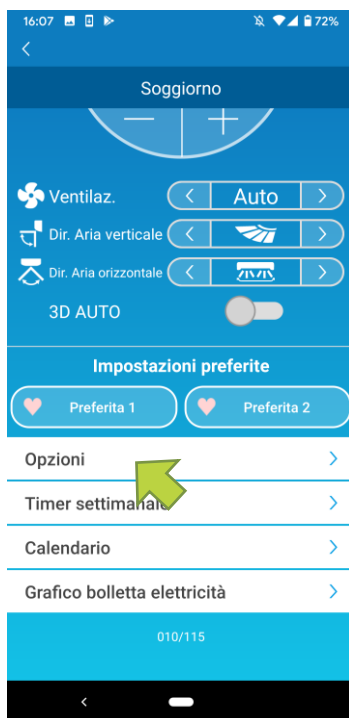 16:07 72%
Soggiorno
Ventilaz. Auto
Dir. Aria verticale
Dir. Aria orizzontale
3D AUTO
Impostazioni preferite
Preferita 1 Preferita 2
Opzioni
Timer settimanale
Calendario
Grafico bolletta elettricità
010/115